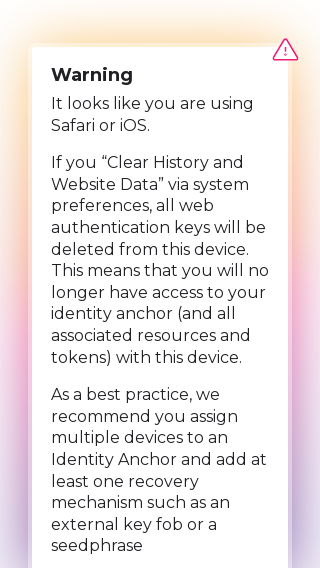 Warning
It looks like you are using
Safari or iOS.
If you “Clear History and
Website Data” via system
preferences, all web
authentication keys will be
deleted from this device.
This means that you will no
longer have access to your
identity anchor (and all
associated resources and
tokens) with this device.
As a best practice, we
recommend you assign
multiple devices to an
Identity Anchor and add at
least one recovery
mechanism such as an
external key fob or a
seedphrase